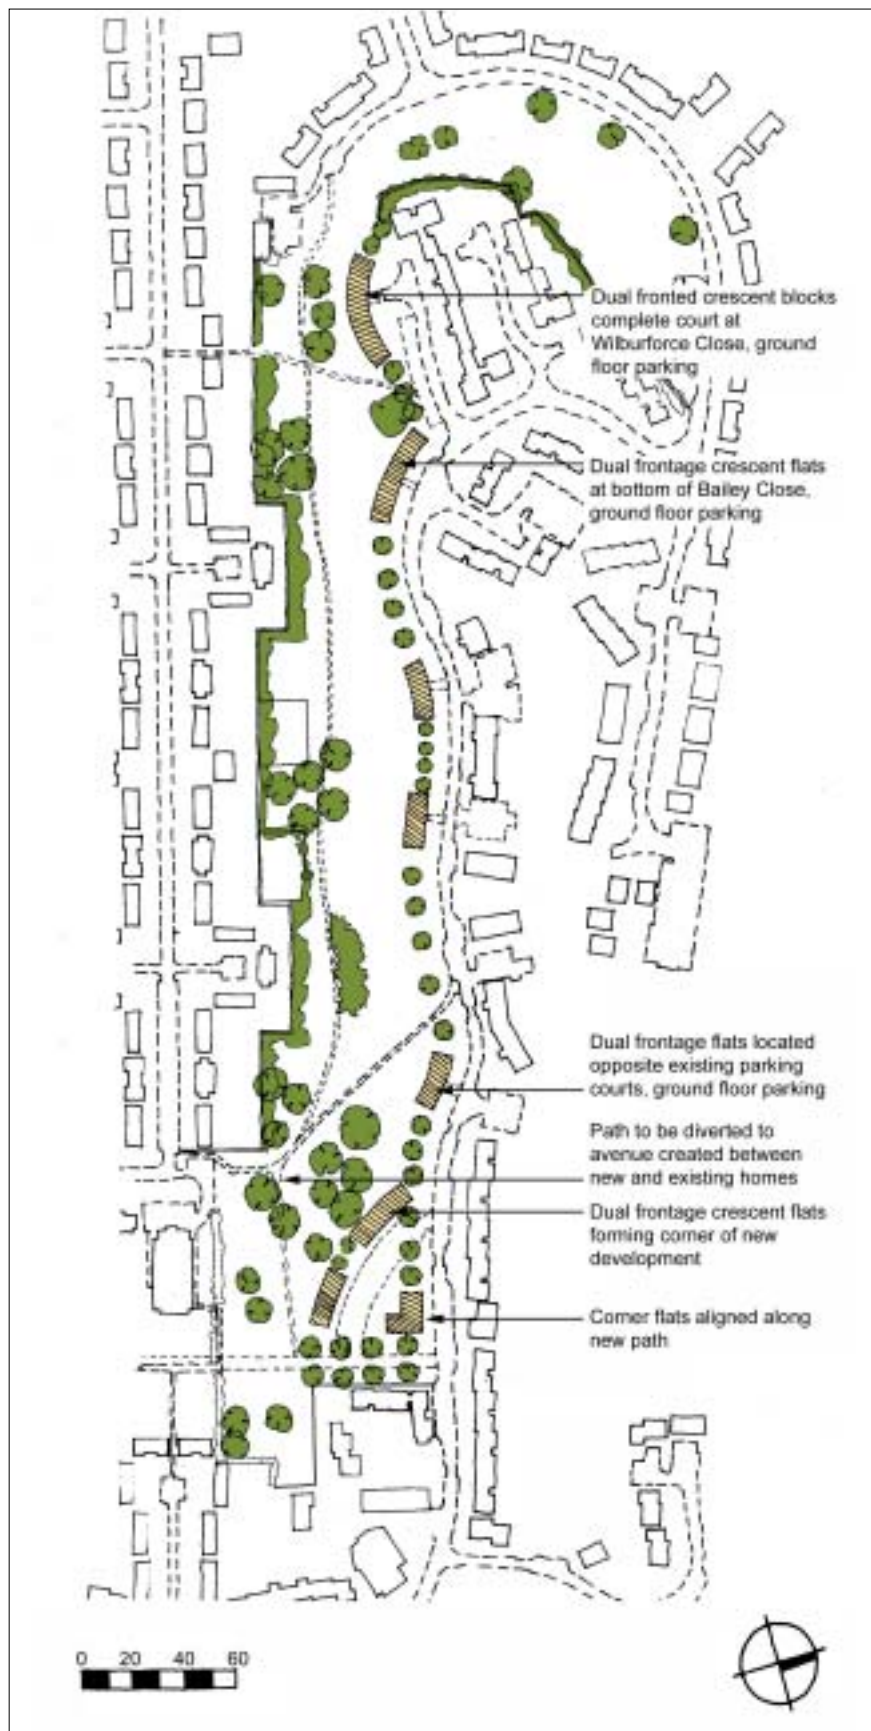 Dual fronted crescent blocks
complete court at
Wilburforce Close, ground
floor parking
Dual frontage crescent flats
at bottom of Bailey Close,
ground floor parking
Dual frontage flats located
opposite existing parking
courts, ground floor parking
Path to be diverted to
avenue created between
new and existing homes
Dual frontage crescent flats
forming corner of new
development
Corner flats aligned along
new path
0 20 40 60